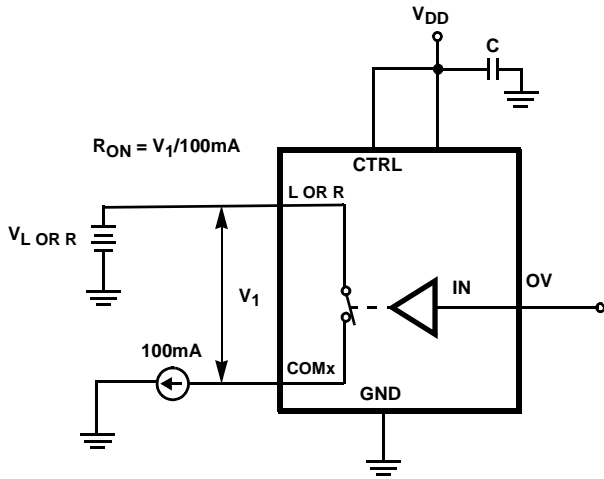 VDD
C
RON = V1/100mA
CTRL
L OR R
VL OR R
V1
IN
OV
100mA
COMx
GND